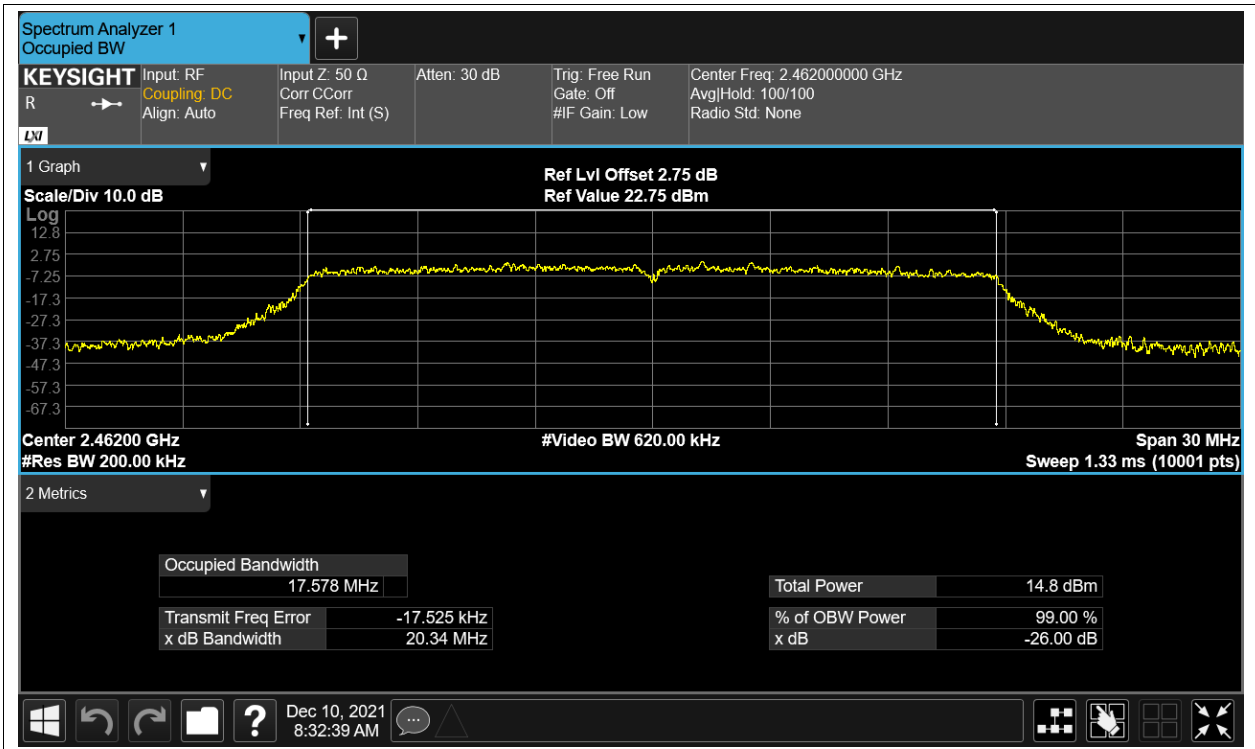 Spectrum Analyzer 1
Occupied BW
▼
+
KEYSIGHT
R
LXI
Input: RF
Coupling: DC
Align: Auto
Input Z: 50 Ω
Corr CCorr
Freq Ref: Int (S)
Atten: 30 dB
Trig: Free Run
Gate: Off
#IF Gain: Low
Center Freq: 2.462000000 GHz
Avg|Hold: 100/100
Radio Std: None
1 Graph
Scale/Div 10.0 dB
Ref Lvl Offset 2.75 dB
Ref Value 22.75 dBm
Log
12.8
2.75
-7.25
-17.3
-27.3
-37.3
-47.3
-57.3
-67.3
Center 2.46200 GHz
#Video BW 620.00 kHz
Span 30 MHz
#Res BW 200.00 kHz
Sweep 1.33 ms (10001 pts)
2 Metrics
Occupied Bandwidth
17.578 MHz
Total Power 14.8 dBm
Transmit Freq Error -17.525 kHz
% of OBW Power 99.00 %
x dB Bandwidth 20.34 MHz
x dB -26.00 dB
?
Dec 10, 2021
8:32:39 AM